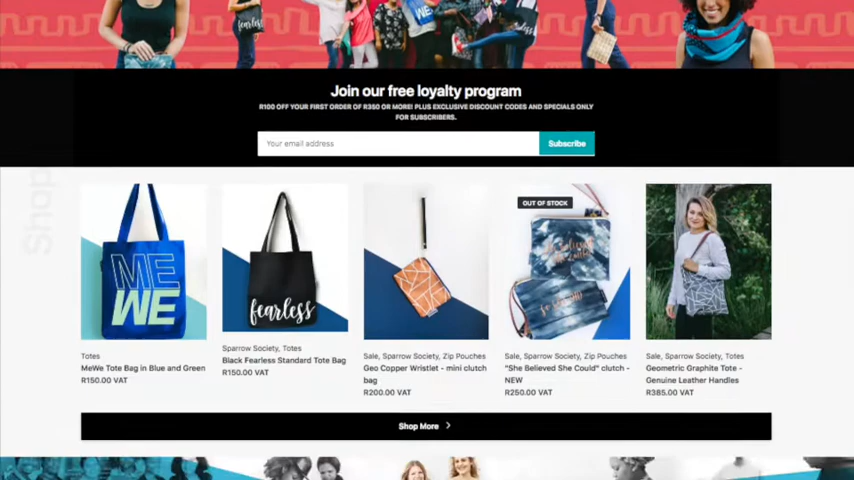 fearless
Join our free loyalty program
R100 OFF YOUR FIRST ORDER OF R350 OR MORE! PLUS EXCLUSIVE DISCOUNT CODES AND SPECIALS ONLY
FOR SUBSCRIBERS.
Your email address
Subscribe
Shop
ME
WE
fearless
OUT OF STOCK
Totes
MeWe Tote Bag in Blue and Green
R150.00 VAT
Sparrow Society, Totes
Black Fearless Standard Tote Bag
R150.00 VAT
Sale, Sparrow Society, Zip Pouches
Geo Copper Wristlet - mini clutch
bag
R200.00 VAT
Sale, Sparrow Society, Zip Pouches
"She Believed She Could" clutch -
NEW
R250.00 VAT
Sale, Sparrow Society, Totes
Geometric Graphite Tote -
Genuine Leather Handles
R385.00 VAT
Shop More